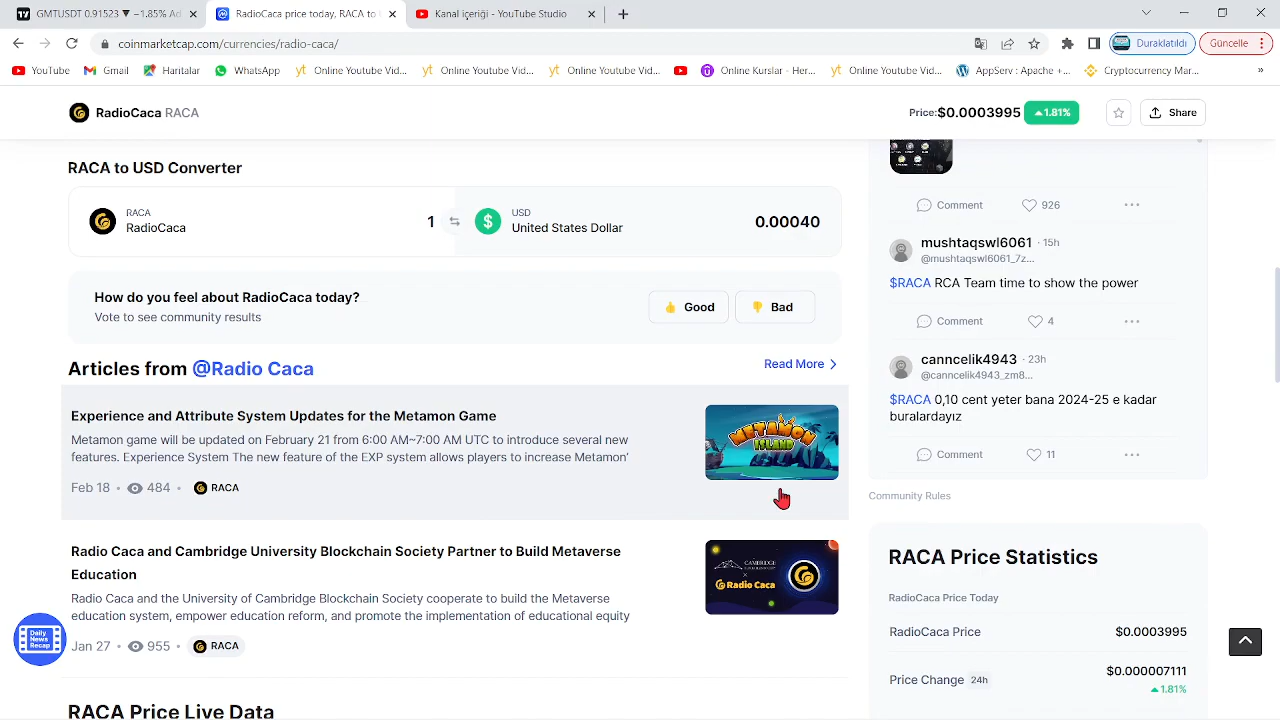 GMTUSDT 0.91523 ▼ −1.85% Ad
RadioCaca price today, RACA to
Kanal içeriği - YouTube Studio
coinmarketcap.com/currencies/radio-caca/
Duraklatıldı
Güncelle
YouTube
Gmail
Haritalar
WhatsApp
Online Youtube Vid...
Online Youtube Vid...
Online Youtube Vid...
Online Kurslar - Her...
Online Youtube Vid...
AppServ : Apache +...
Cryptocurrency Mar...
»
RadioCaca RACA
Price:$0.0003995 ▲1.81%
Share
RACA to USD Converter
RACA
RadioCaca
1
USD
United States Dollar
0.00040
How do you feel about RadioCaca today?
Vote to see community results
Good
Bad
Articles from @Radio Caca
Read More
Experience and Attribute System Updates for the Metamon Game
Metamon game will be updated on February 21 from 6:00 AM~7:00 AM UTC to introduce several new
features. Experience System The new feature of the EXP system allows players to increase Metamon'
Feb 18 • 484 • RACA
METAMON
ISLAND
Radio Caca and Cambridge University Blockchain Society Partner to Build Metaverse
Education
Radio Caca and the University of Cambridge Blockchain Society cooperate to build the Metaverse
education system, empower education reform, and promote the implementation of educational equity
Jan 27 • 955 • RACA
CAMBRIDGE
x
Radio Caca
Daily
News
Recap
RACA Price Live Data
Comment 926 •••
mushtaqswl6061 · 15h
@mushtaqswl6061_7z...
$RACA RCA Team time to show the power
Comment 4 •••
canncelik4943 · 23h
@canncelik4943_zm8...
$RACA 0,10 cent yeter bana 2024-25 e kadar
buralardayız
Comment 11 •••
Community Rules
RACA Price Statistics
RadioCaca Price Today
RadioCaca Price $0.0003995
Price Change 24h $0.000007111
▲1.81%